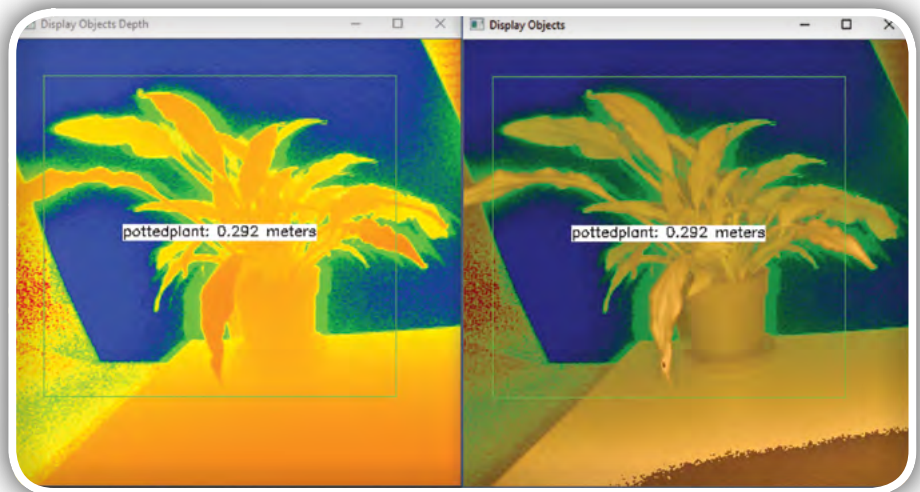 Display Objects Depth
Display Objects
pottedplant: 0.292 meters
pottedplant: 0.292 meters